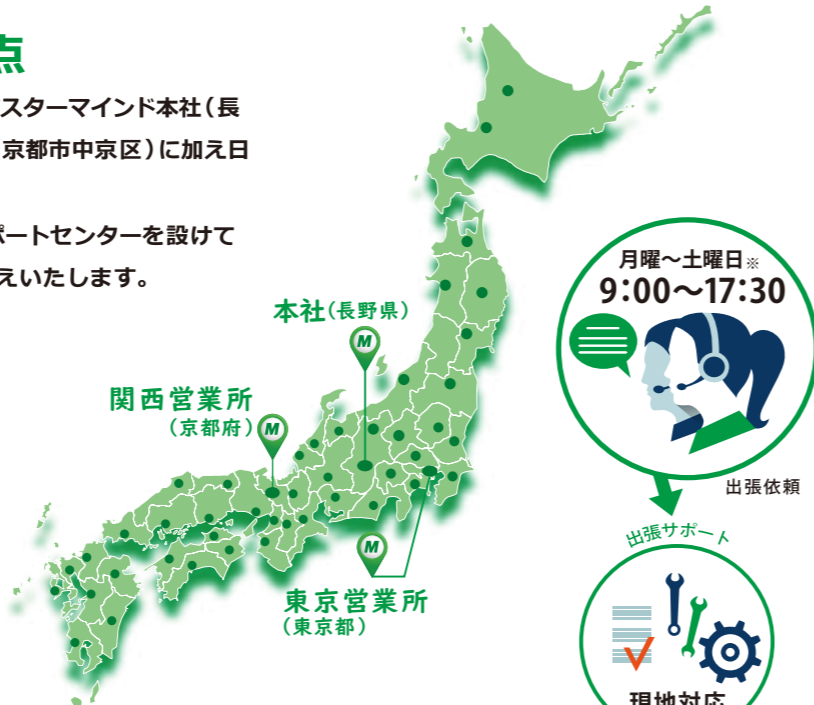 点
スターマインド本社（長
京都市中京区）に加え日
ポートセンターを設けて
えいたします。
本社（長野県）
M
関西営業所
（京都府）
M
M
東京営業所
（東京都）
月曜〜土曜日※
9：00〜17：30
出張依頼
出張サポート
現地対応